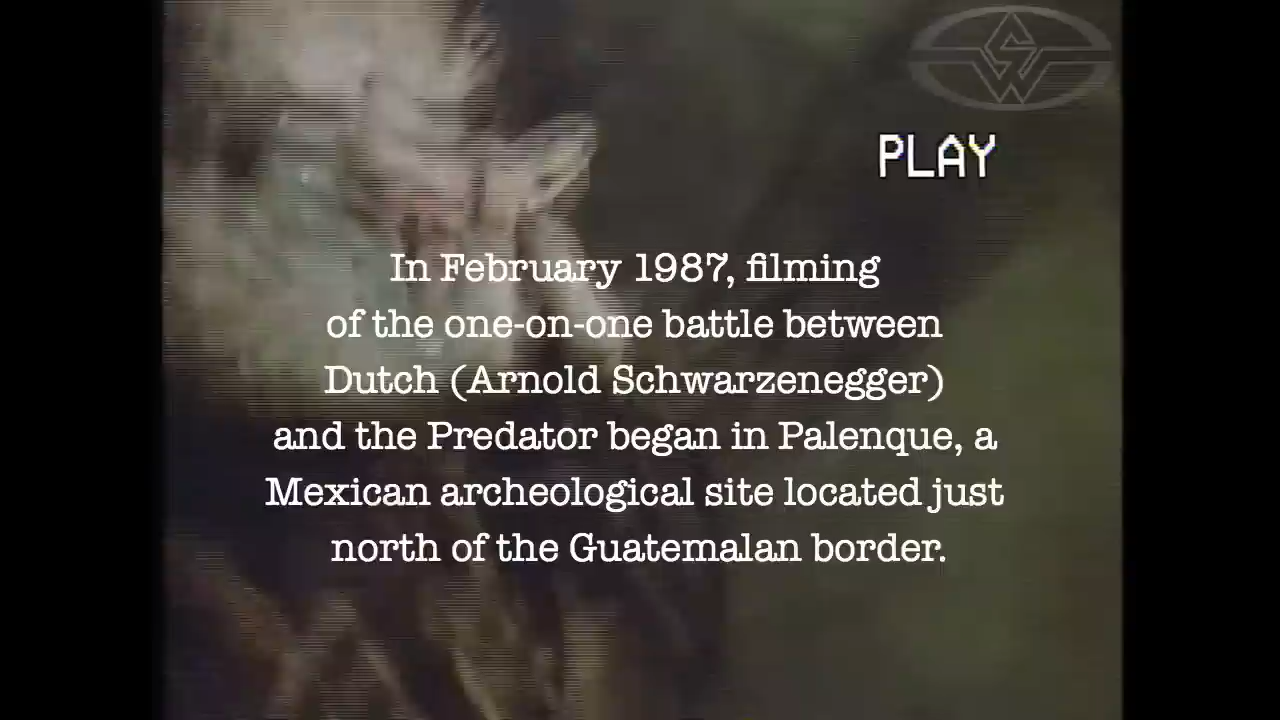 SW
PLAY
In February 1987, filming
of the one-on-one battle between
Dutch (Arnold Schwarzenegger)
and the Predator began in Palenque, a
Mexican archeological site located just
north of the Guatemalan border.